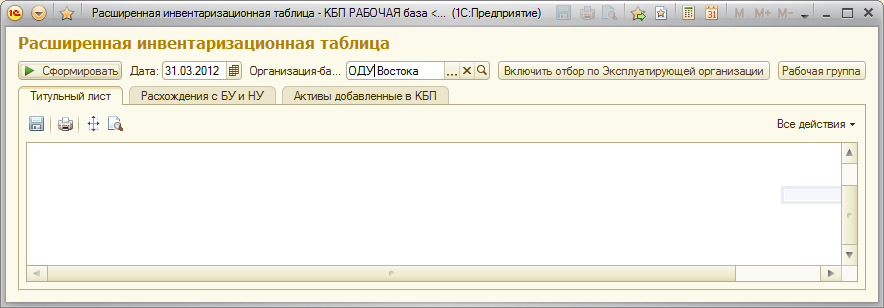 Расширенная инвентаризационная таблица - КБП РАБОЧАЯ база <... (1С:Предприятие) M M+ M-
Расширенная инвентаризационная таблица
Сформировать Дата: 31.03.2012 Организация-ба... ОДУ Востока ... Включить отбор по Эксплуатирующей организации Рабочая группа
Титульный лист Расхождения с БУ и НУ Активы добавленные в КБП
Все действия